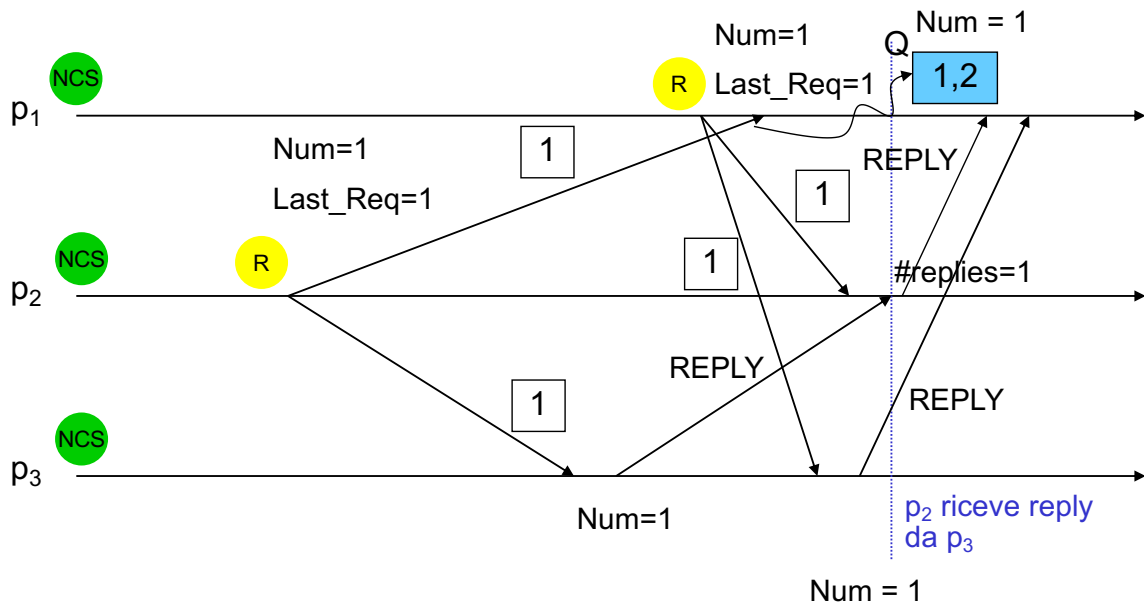 Num = 1
Num=1
Q
NCS
R
Last_Req=1
1,2
p1
Num=1
1
REPLY
Last_Req=1
1
NCS
R
1
#replies=1
p2
REPLY
1
REPLY
NCS
p3
Num=1
p2 riceve reply
da p3
Num = 1